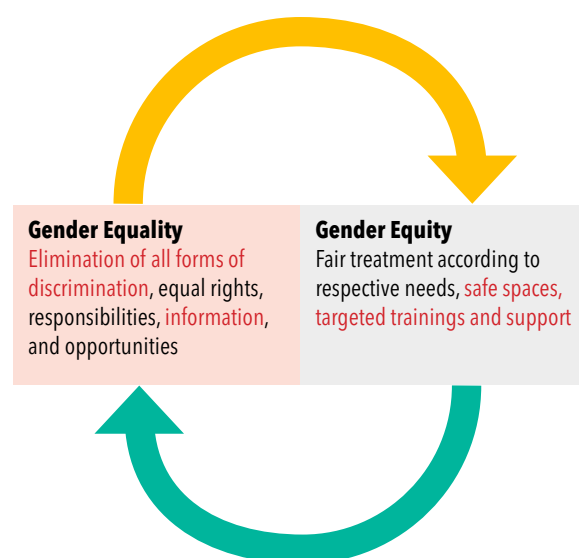 Gender Equality
Elimination of all forms of
discrimination, equal rights,
responsibilities, information,
and opportunities
Gender Equity
Fair treatment according to
respective needs, safe spaces,
targeted trainings and support